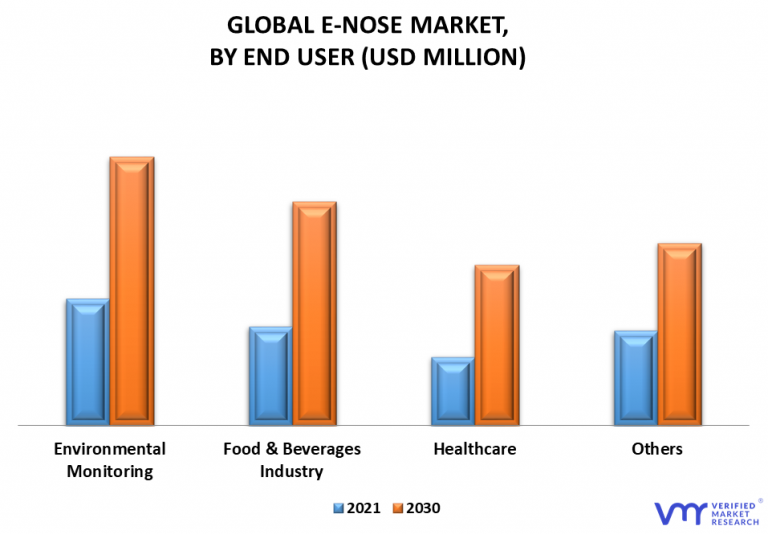 GLOBAL E-NOSE MARKET,
BY END USER (USD MILLION)
Environmental
Monitoring
Food & Beverages
Industry
Healthcare
Others
2021 2030
VMR VERIFIED
MARKET
RESEARCH
®